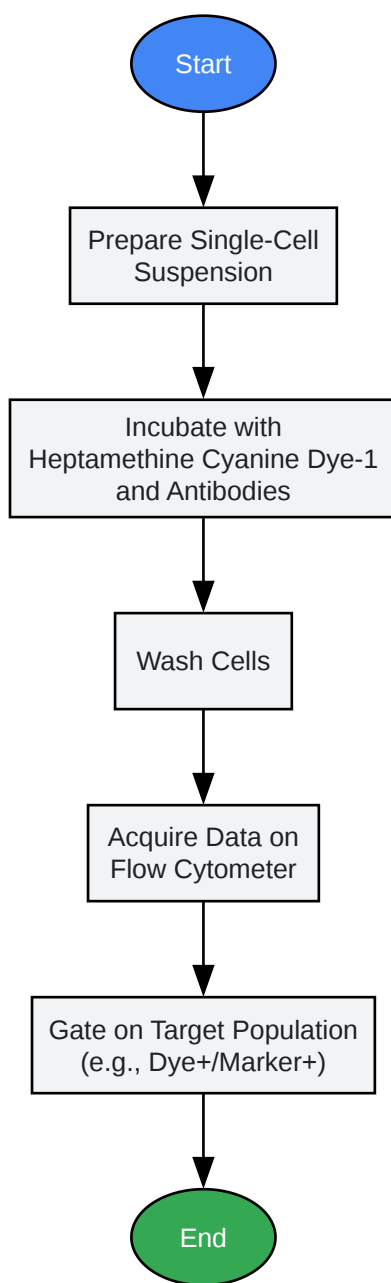 Start
Prepare Single-Cell
Suspension
Incubate with
Heptamethine Cyanine Dye-1
and Antibodies
Wash Cells
Acquire Data on
Flow Cytometer
Gate on Target Population
(e.g., Dye+/Marker+)
End